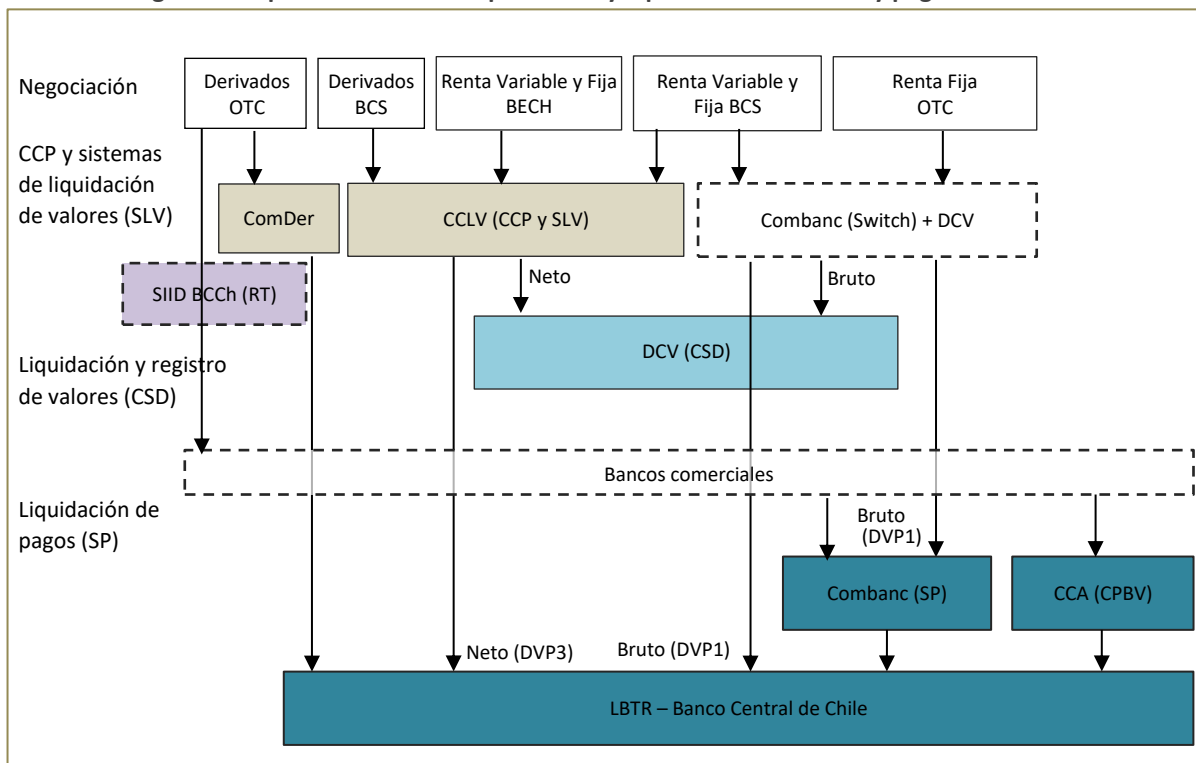 Negociación
Derivados
OTC
Derivados
BCS
Renta Variable y Fija
BECH
Renta Variable y
Fija BCS
Renta Fija
OTC
CCP y sistemas
de liquidación
de valores (SLV)
ComDer
CCLV (CCP y SLV)
Combanc (Switch) + DCV
Neto
Bruto
SIID BCCh (RT)
DCV (CSD)
Liquidación y registro
de valores (CSD)
Bancos comerciales
Liquidación de
pagos (SP)
Bruto
(DVP1)
Combanc (SP)
CCA (CPBV)
Neto (DVP3)
Bruto (DVP1)
LBTR – Banco Central de Chile